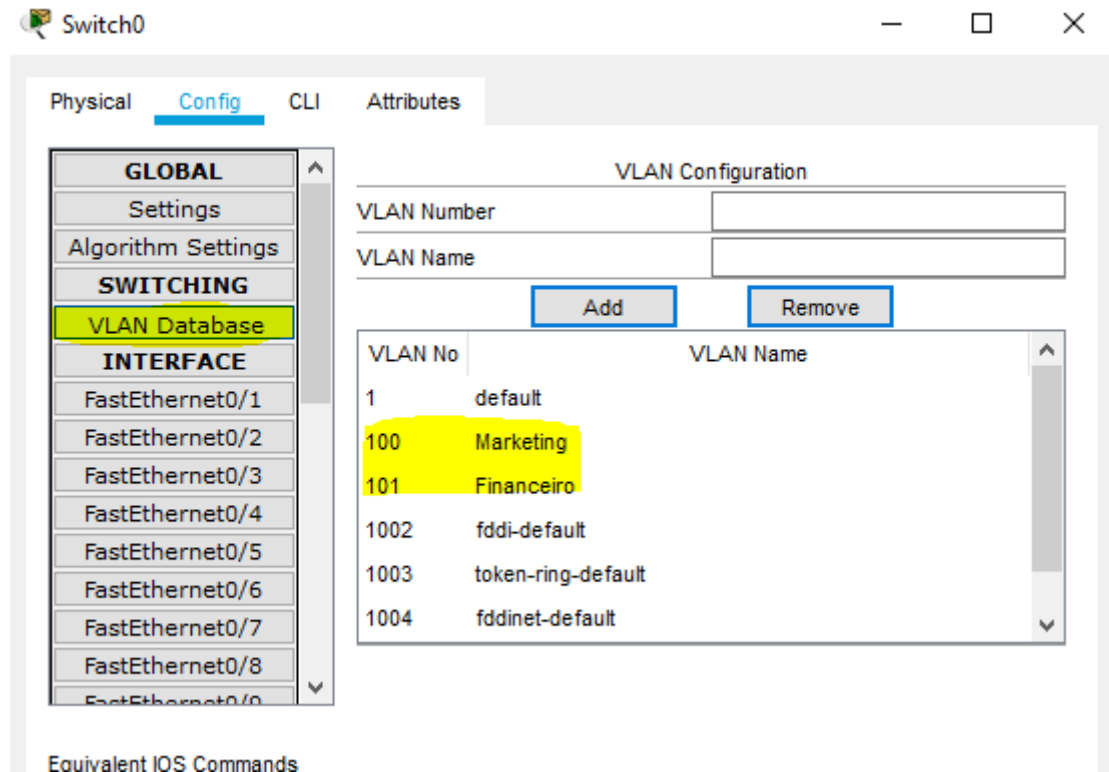 Switch0
Physical Config CLI Attributes
GLOBAL
Settings
Algorithm Settings
SWITCHING
VLAN Database
INTERFACE
FastEthernet0/1
FastEthernet0/2
FastEthernet0/3
FastEthernet0/4
FastEthernet0/5
FastEthernet0/6
FastEthernet0/7
FastEthernet0/8
FastEthernet0/9
VLAN Configuration
VLAN Number
VLAN Name
Add Remove
VLAN No VLAN Name
1 default
100 Marketing
101 Financeiro
1002 fddi-default
1003 token-ring-default
1004 fddinet-default
Equivalent IOS Commands